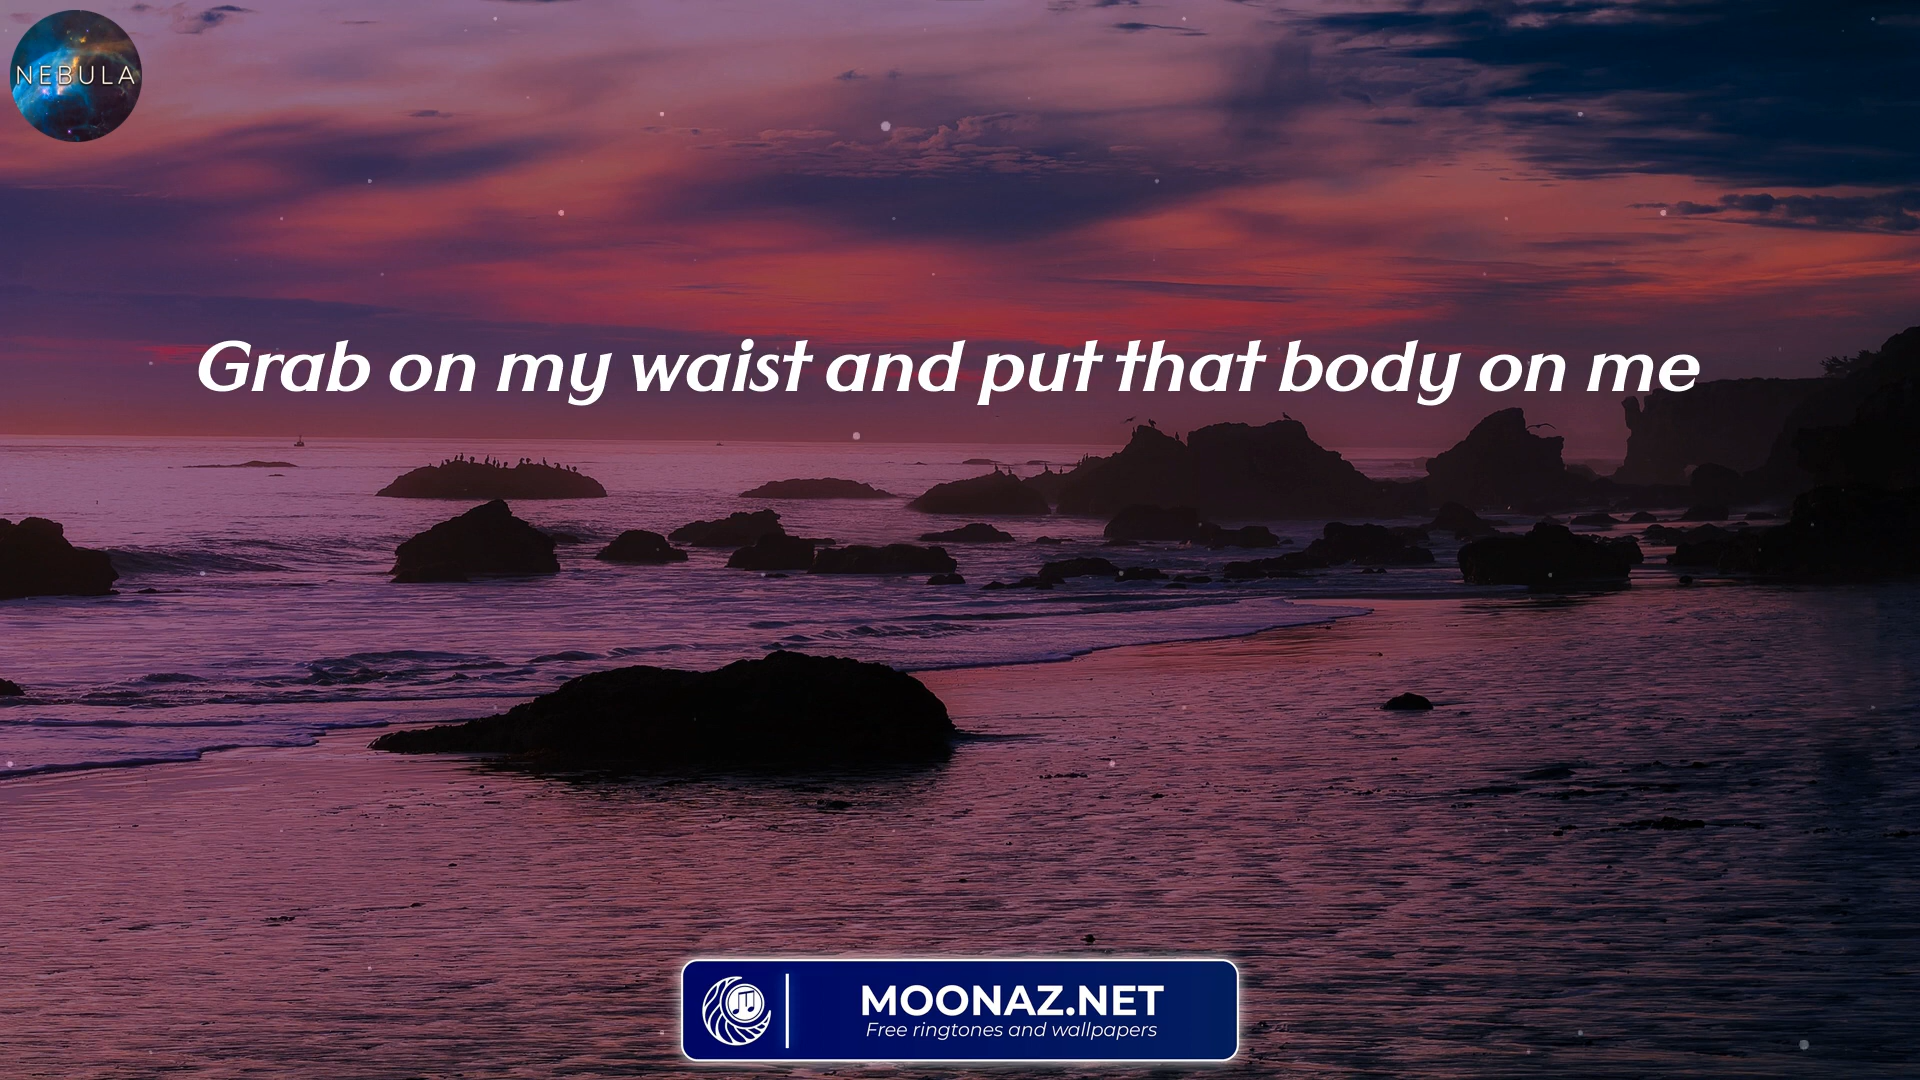 NEBULA
Grab on my waist and put that body on me
MOONAZ.NET
Free ringtones and wallpapers